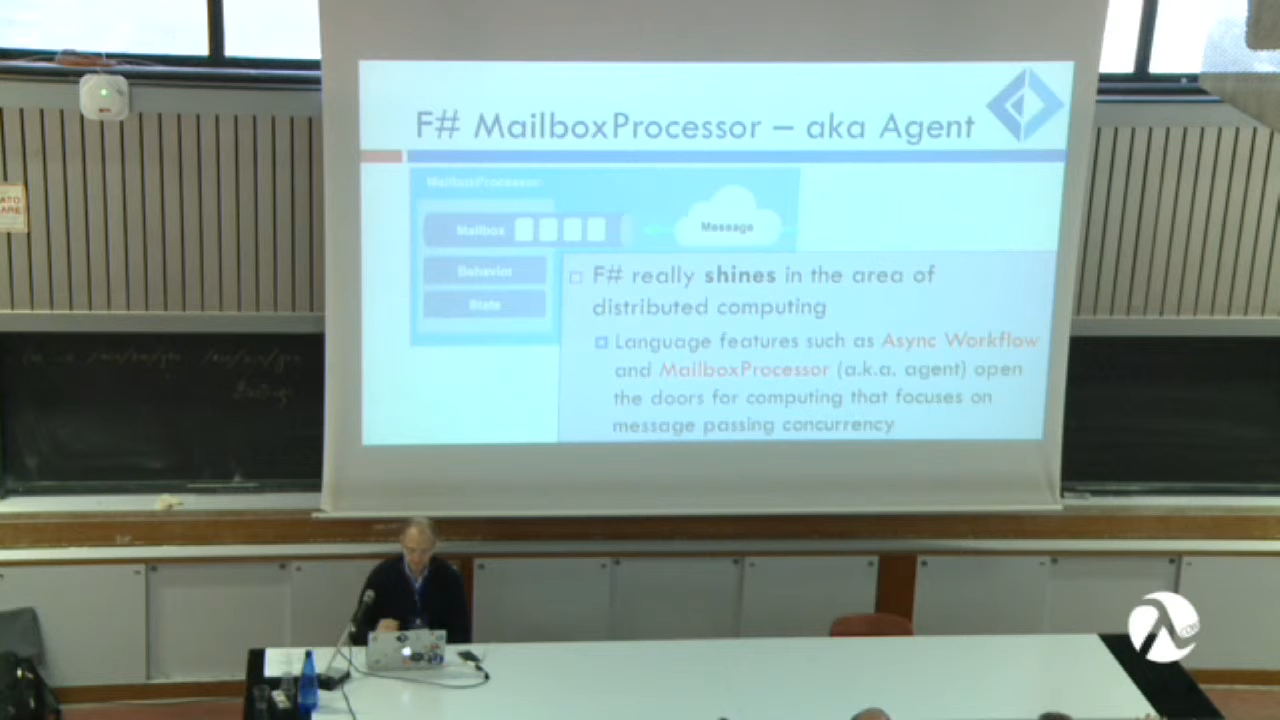 F# MailboxProcessor – aka Agent
MailboxProcessor
Mailbox
Message
Behavior
State
F# really shines in the area of
distributed computing
Language features such as Async Workflow
and MailboxProcessor (a.k.a. agent) open
the doors for computing that focuses on
message passing concurrency